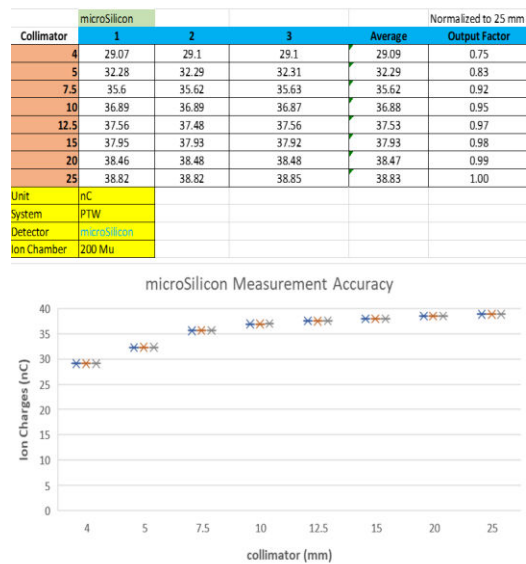 microSilicon Normalized to 25 mm
Collimator 1 2 3 Average Output Factor
4 29.07 29.1 29.1 29.09 0.75
5 32.28 32.29 32.31 32.29 0.83
7.5 35.6 35.62 35.63 35.62 0.92
10 36.89 36.89 36.87 36.88 0.95
12.5 37.56 37.48 37.56 37.53 0.97
15 37.95 37.93 37.92 37.93 0.98
20 38.46 38.48 38.48 38.47 0.99
25 38.82 38.82 38.85 38.83 1.00
Unit nC
System PTW
Detector microSilicon
Ion Chamber 200 Mu
microSilicon Measurement Accuracy
Ion Charges (nC)
40
35
30
25
20
15
10
5
0
4 5 7.5 10 12.5 15 20 25
collimator (mm)